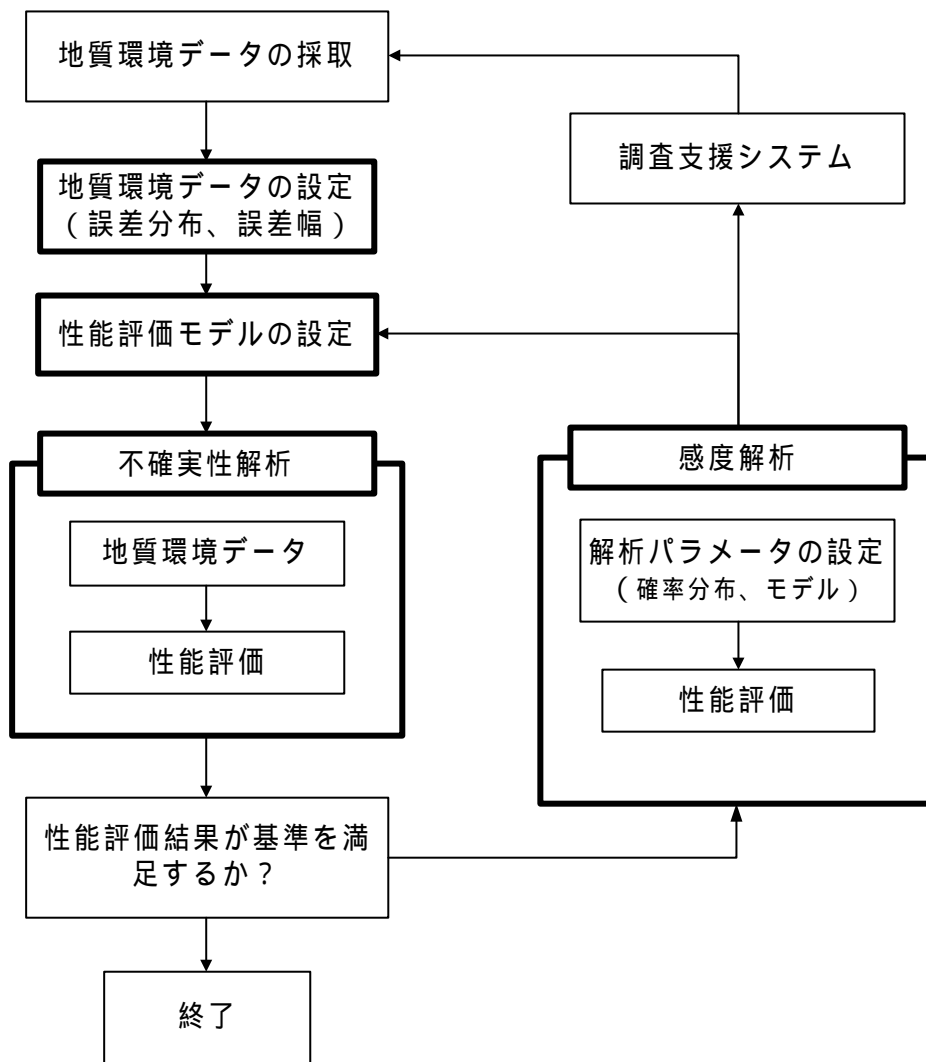 地質環境データの採取
調査支援システム
地質環境データの設定
（誤差分布、誤差幅）
性能評価モデルの設定
不確実性解析
地質環境データ
性能評価
感度解析
解析パラメータの設定
（確率分布、モデル）
性能評価
性能評価結果が基準を満
足するか？
終了